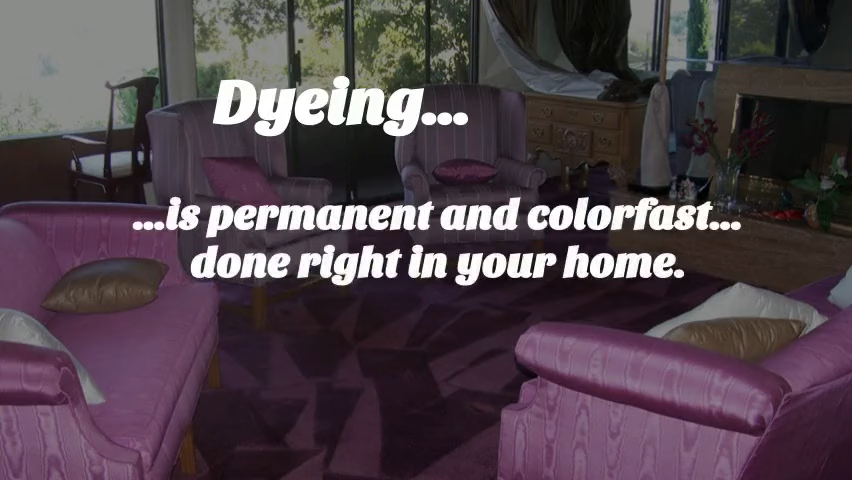 Dyeing...
...is permanent and colorfast...
done right in your home.